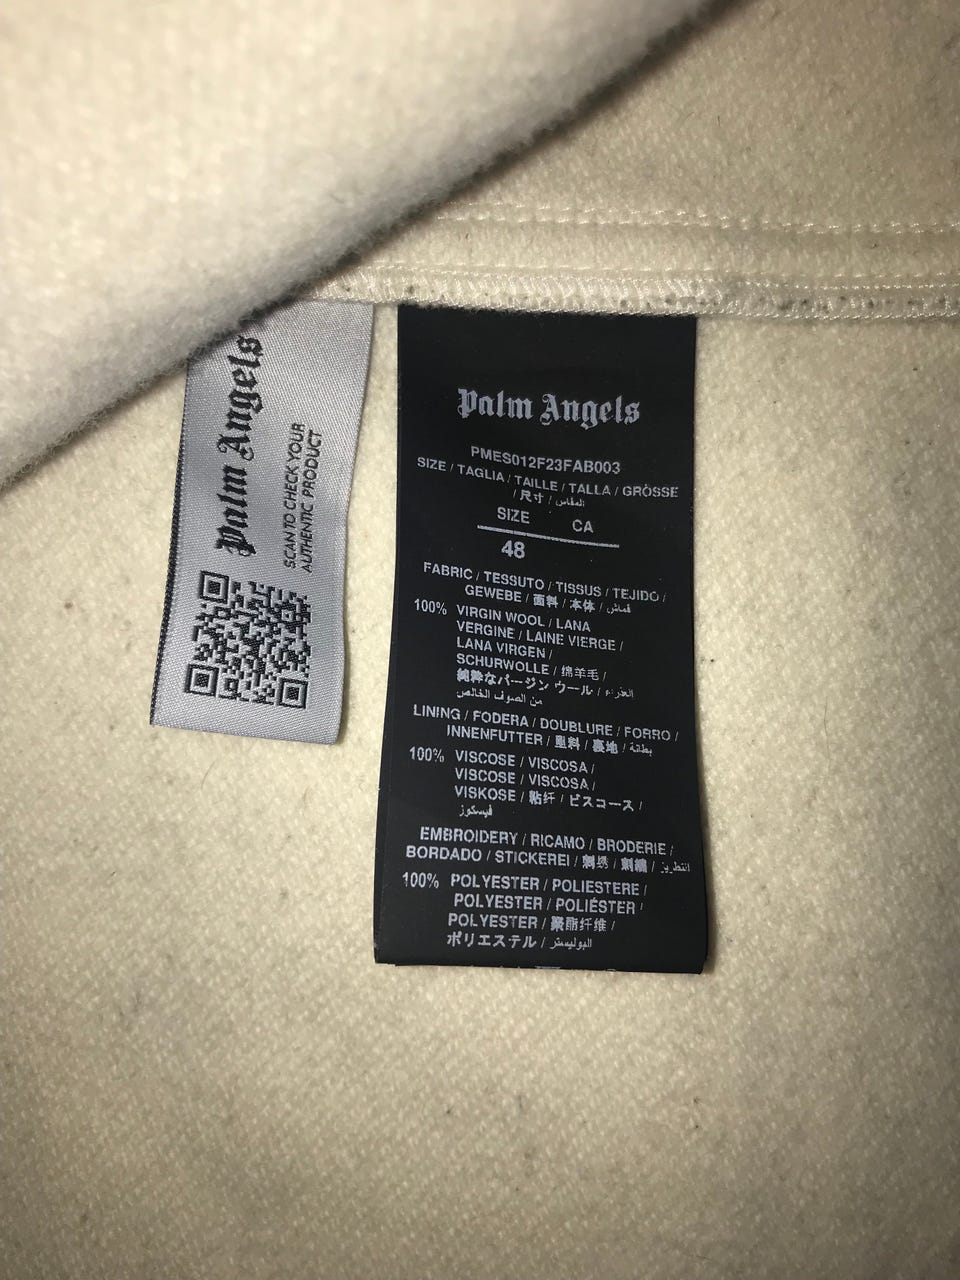 Palm Angels
SCAN TO CHECK YOUR
AUTHENTIC PRODUCT
Palm Angels
PMES012F23FAB003
SIZE / TAGLIA / TAILLE / TALLA / GRÖSSE
/ 尺寸 / المقاس
SIZE CA
48
FABRIC / TESSUTO / TISSUS / TEJIDO /
GEWEBE / 面料 / 本体 / قماش
100% VIRGIN WOOL / LANA
VERGINE / LAINE VIERGE /
LANA VIRGEN /
SCHURWOLLE / 绵羊毛 /
純粋なバージン ウール / العذراء
من الصوف الخالص
LINING / FODERA / DOUBLURE / FORRO /
INNENFUTTER / 里料 / 裏地 / بطانة
100% VISCOSE / VISCOSA /
VISCOSE / VISCOSA /
VISKOSE / 粘纤 / ビスコース /
فيسكوز
EMBROIDERY / RICAMO / BRODERIE /
BORDADO / STICKEREI / 刺绣 / 刺繍 / التطريز
100% POLYESTER / POLIESTERE /
POLYESTER / POLIÉSTER /
POLYESTER / 聚酯纤维 /
ポリエステル / البوليستر